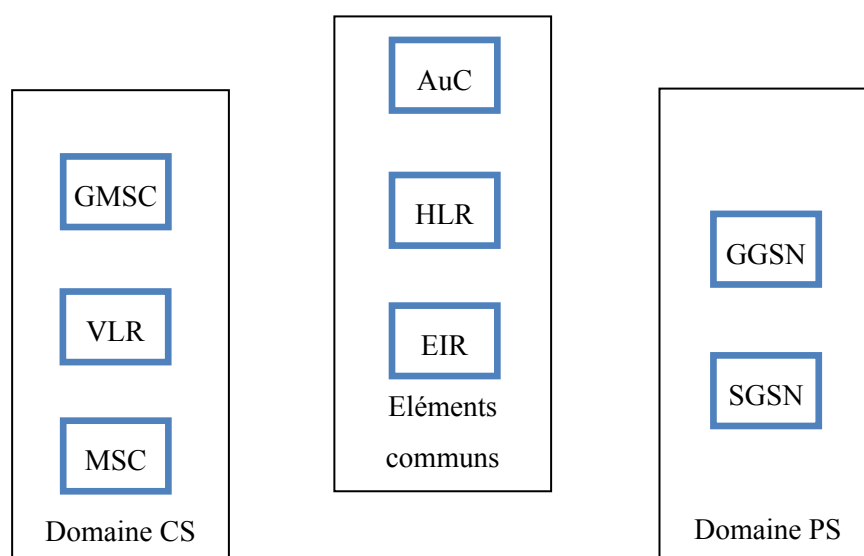 GMSC
VLR
MSC
Domaine CS
AuC
HLR
EIR
Eléments
communs
GGSN
SGSN
Domaine PS